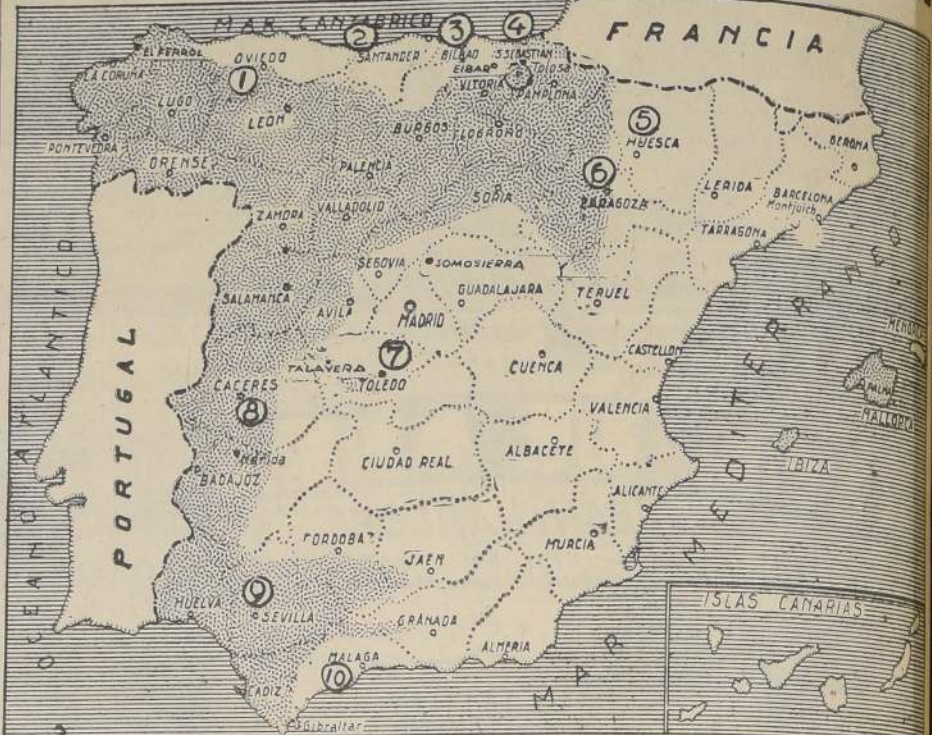 MAR CANTABRICO
FRANCIA
EL FERROL
LA CORUÑA
OVIEDO
SANTANDER
BILBAO
S.SEBASTIAN
EIBAR
Tolosa
VITORIA
PAMPLONA
1
2
3
4
LUGO
LEON
BURGOS
LOGROÑO
5
HUESCA
GERONA
PONTEVEDRA
ORENSE
PALENCIA
6
ZARAGOZA
LERIDA
BARCELONA
Montjuich
ZAMORA
VALLADOLID
SORIA
TARRAGONA
SEGOVIA
SOMOSIERRA
SALAMANCA
AVILA
GUADALAJARA
TERUEL
MADRID
7
TALAVERA
TOLEDO
CUENCA
CASTELLON
MENORCA
PALMA
MALLORCA
CACERES
8
VALENCIA
IBIZA
Mérida
BADAJOZ
CIUDAD REAL
ALBACETE
ALICANTE
CORDOBA
JAEN
MURCIA
9
HUELVA
SEVILLA
GRANADA
ALMERIA
MALAGA
10
CADIZ
Gibraltar
PORTUGAL
OCEANO ATLANTICO
MAR MEDITERRANEO
ISLAS CANARIAS